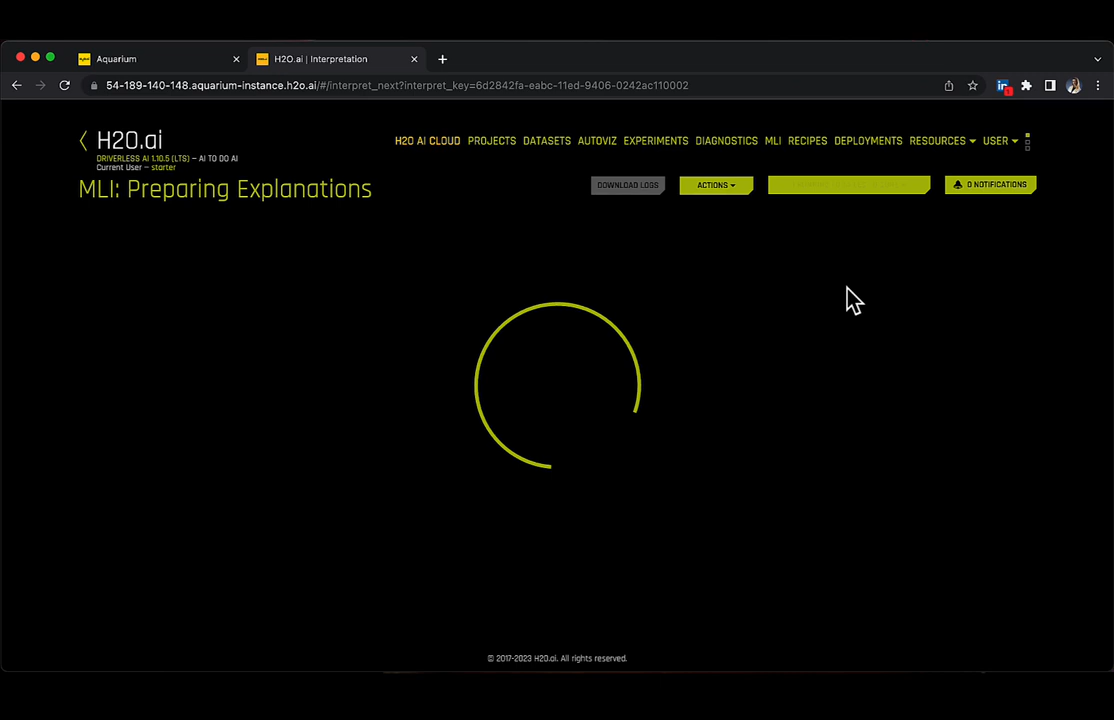 Aquarium
H2O.ai | Interpretation
54-189-140-148.aquarium-instance.h2o.ai/#/interpret_next?interpret_key=6d2842fa-eabc-11ed-9406-0242ac110002
H2O.ai
DRIVERLESS AI 1.10.5 (LTS) — AI TO DO AI
Current User — starter
H2O AI CLOUD PROJECTS DATASETS AUTOVIZ EXPERIMENTS DIAGNOSTICS MLI RECIPES DEPLOYMENTS RESOURCES USER
MLI: Preparing Explanations
DOWNLOAD LOGS ACTIONS 0 NOTIFICATIONS
© 2017-2023 H2O.ai. All rights reserved.